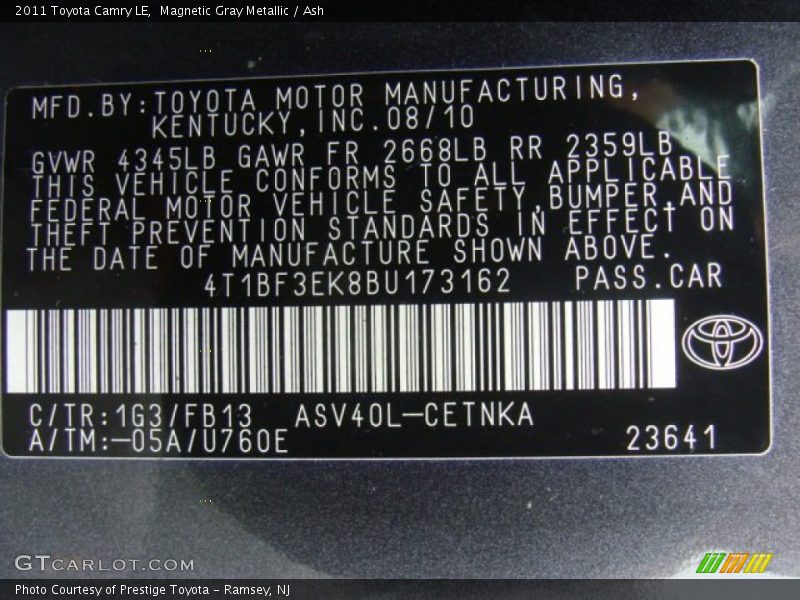 2011 Toyota Camry LE,  Magnetic Gray Metallic / Ash
MFD.BY:TOYOTA MOTOR MANUFACTURING,
KENTUCKY,INC.08/10
GVWR 4345LB GAWR FR 2668LB RR 2359LB
THIS VEHICLE CONFORMS TO ALL APPLICABLE
FEDERAL MOTOR VEHICLE SAFETY,BUMPER,AND
THEFT PREVENTION STANDARDS IN EFFECT ON
THE DATE OF MANUFACTURE SHOWN ABOVE.
4T1BF3EK8BU173162 PASS.CAR
C/TR:1G3/FB13 ASV40L-CETNKA
A/TM:-05A/U760E 23641
GTCARLOT.COM
Photo Courtesy of Prestige Toyota - Ramsey, NJ